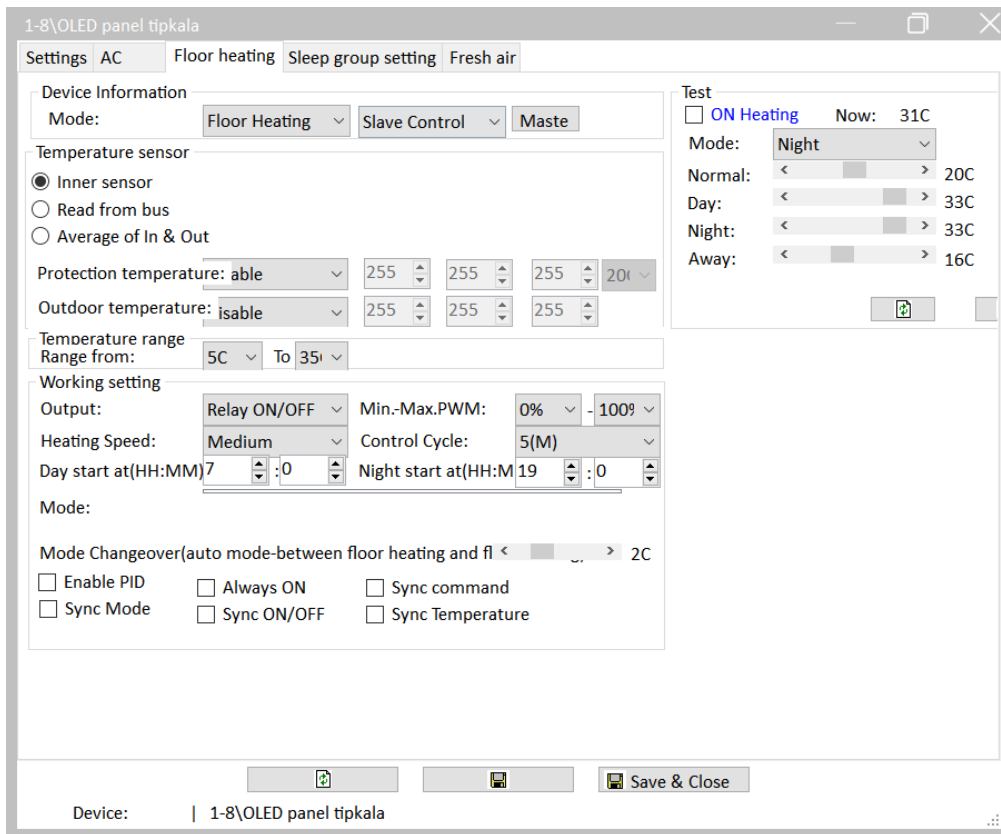 1-8\OLED panel tipkala
Settings AC Floor heating Sleep group setting Fresh air
Device Information
Mode: Floor Heating Slave Control Maste
Temperature sensor
Inner sensor
Read from bus
Average of In & Out
Protection temperature: able 255 255 255 20
Outdoor temperature: isable 255 255 255
Temperature range
Range from: 5C To 35
Working setting
Output: Relay ON/OFF Min.-Max.PWM: 0% - 100%
Heating Speed: Medium Control Cycle: 5(M)
Day start at(HH:MM) 7 :0 Night start at(HH:M 19 :0
Mode:
Mode Changeover(auto mode-between floor heating and fl 2C
Enable PID Always ON Sync command
Sync Mode Sync ON/OFF Sync Temperature
Test
ON Heating Now: 31C
Mode: Night
Normal: 20C
Day: 33C
Night: 33C
Away: 16C
Save & Close
Device: 1-8\OLED panel tipkala